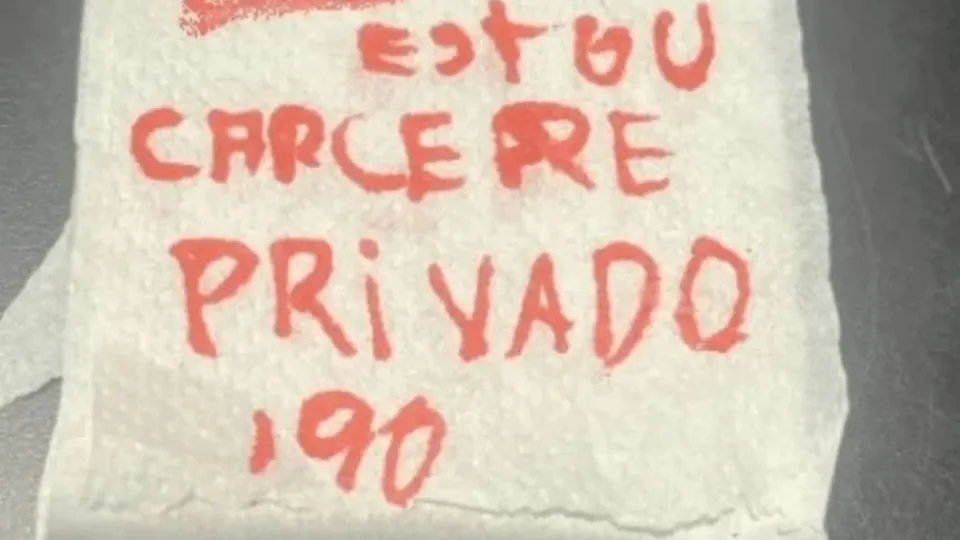 ESTOU
CARCERE
PRIVADO
190